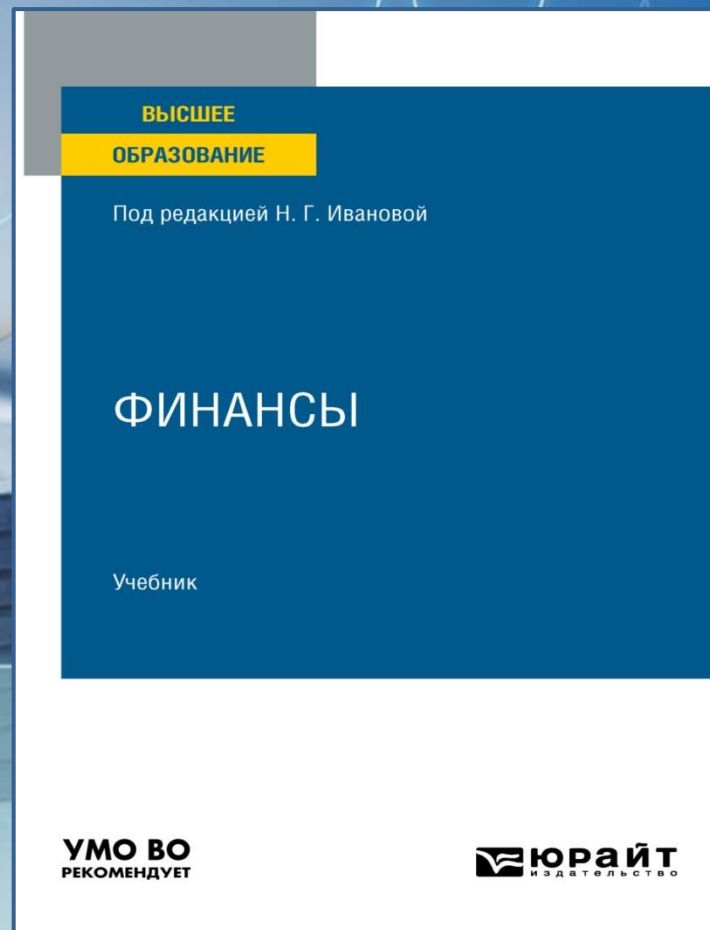 ВЫСШЕЕ
ОБРАЗОВАНИЕ
Под редакцией Н. Г. Ивановой
ФИНАНСЫ
Учебник
УМО ВО
РЕКОМЕНДУЕТ
юрайт
издательство